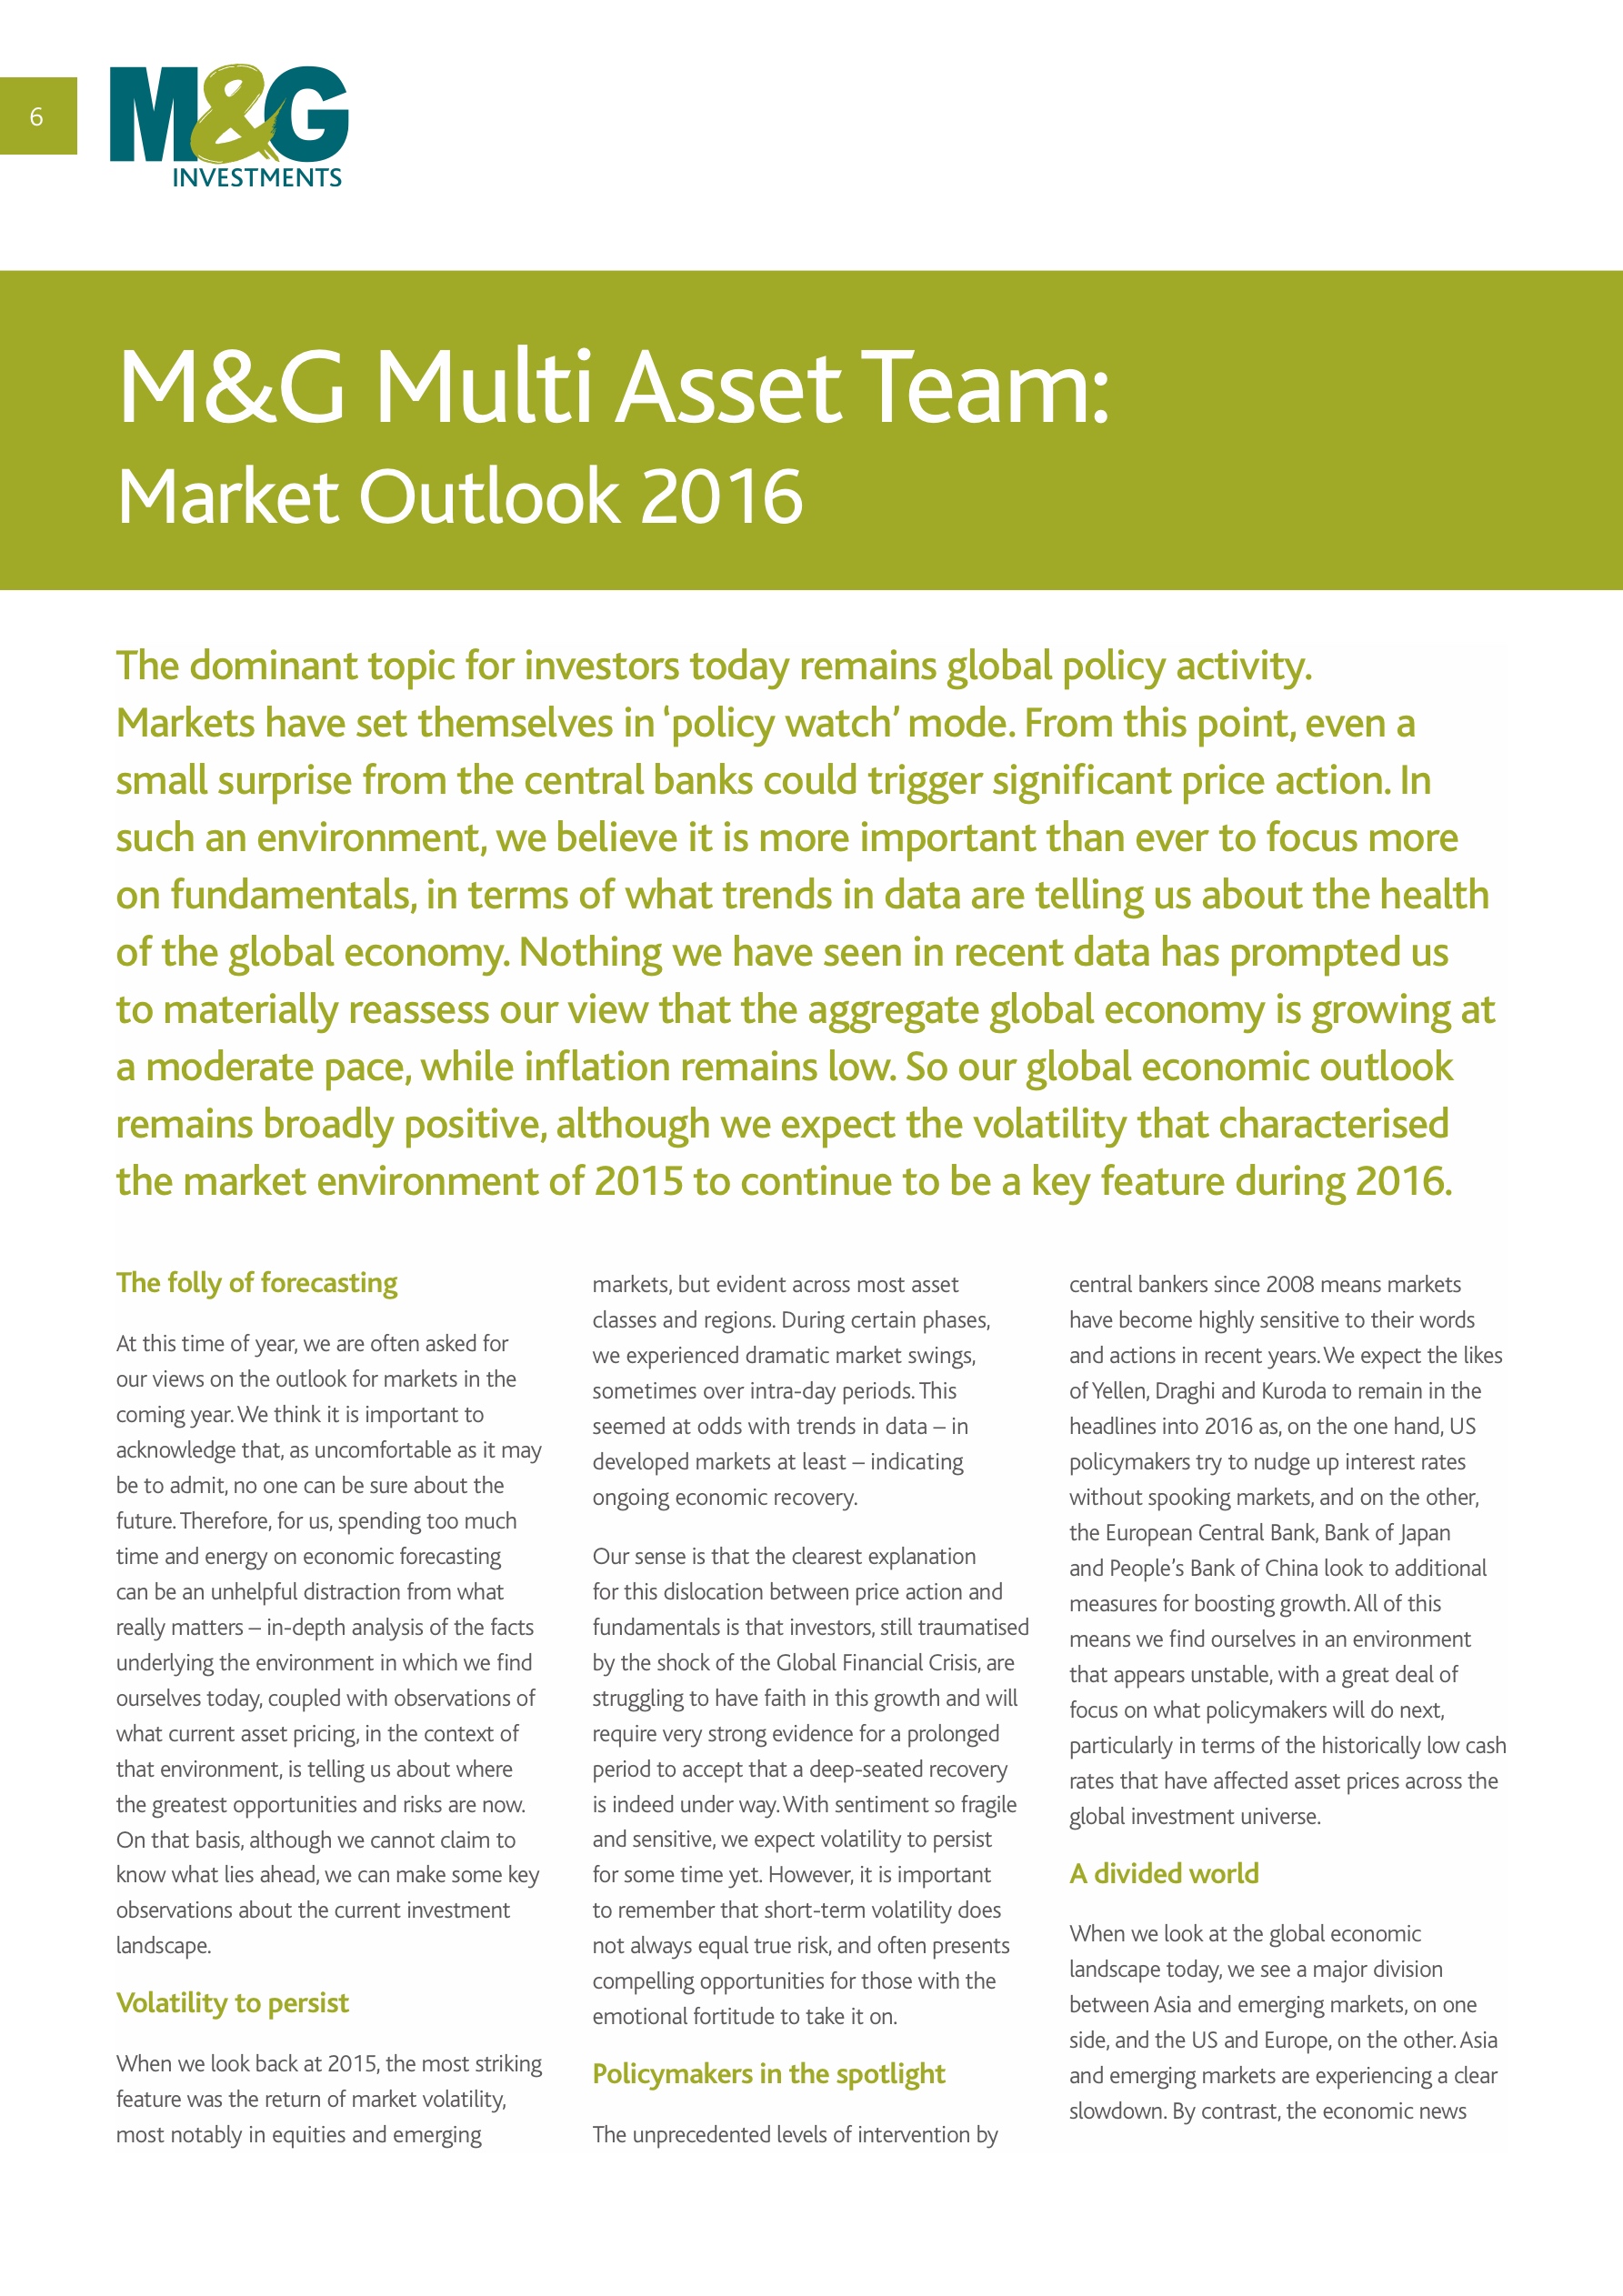 6
M&G
INVESTMENTS
M&G Multi Asset Team:
Market Outlook 2016
The dominant topic for investors today remains global policy activity.
Markets have set themselves in ‘policy watch’ mode. From this point, even a
small surprise from the central banks could trigger significant price action. In
such an environment, we believe it is more important than ever to focus more
on fundamentals, in terms of what trends in data are telling us about the health
of the global economy. Nothing we have seen in recent data has prompted us
to materially reassess our view that the aggregate global economy is growing at
a moderate pace, while inflation remains low. So our global economic outlook
remains broadly positive, although we expect the volatility that characterised
the market environment of 2015 to continue to be a key feature during 2016.
The folly of forecasting
At this time of year, we are often asked for
our views on the outlook for markets in the
coming year. We think it is important to
acknowledge that, as uncomfortable as it may
be to admit, no one can be sure about the
future. Therefore, for us, spending too much
time and energy on economic forecasting
can be an unhelpful distraction from what
really matters – in-depth analysis of the facts
underlying the environment in which we find
ourselves today, coupled with observations of
what current asset pricing, in the context of
that environment, is telling us about where
the greatest opportunities and risks are now.
On that basis, although we cannot claim to
know what lies ahead, we can make some key
observations about the current investment
landscape.
Volatility to persist
When we look back at 2015, the most striking
feature was the return of market volatility,
most notably in equities and emerging
markets, but evident across most asset
classes and regions. During certain phases,
we experienced dramatic market swings,
sometimes over intra-day periods. This
seemed at odds with trends in data – in
developed markets at least – indicating
ongoing economic recovery.
Our sense is that the clearest explanation
for this dislocation between price action and
fundamentals is that investors, still traumatised
by the shock of the Global Financial Crisis, are
struggling to have faith in this growth and will
require very strong evidence for a prolonged
period to accept that a deep-seated recovery
is indeed under way. With sentiment so fragile
and sensitive, we expect volatility to persist
for some time yet. However, it is important
to remember that short-term volatility does
not always equal true risk, and often presents
compelling opportunities for those with the
emotional fortitude to take it on.
Policymakers in the spotlight
The unprecedented levels of intervention by
central bankers since 2008 means markets
have become highly sensitive to their words
and actions in recent years. We expect the likes
of Yellen, Draghi and Kuroda to remain in the
headlines into 2016 as, on the one hand, US
policymakers try to nudge up interest rates
without spooking markets, and on the other,
the European Central Bank, Bank of Japan
and People’s Bank of China look to additional
measures for boosting growth. All of this
means we find ourselves in an environment
that appears unstable, with a great deal of
focus on what policymakers will do next,
particularly in terms of the historically low cash
rates that have affected asset prices across the
global investment universe.
A divided world
When we look at the global economic
landscape today, we see a major division
between Asia and emerging markets, on one
side, and the US and Europe, on the other. Asia
and emerging markets are experiencing a clear
slowdown. By contrast, the economic news